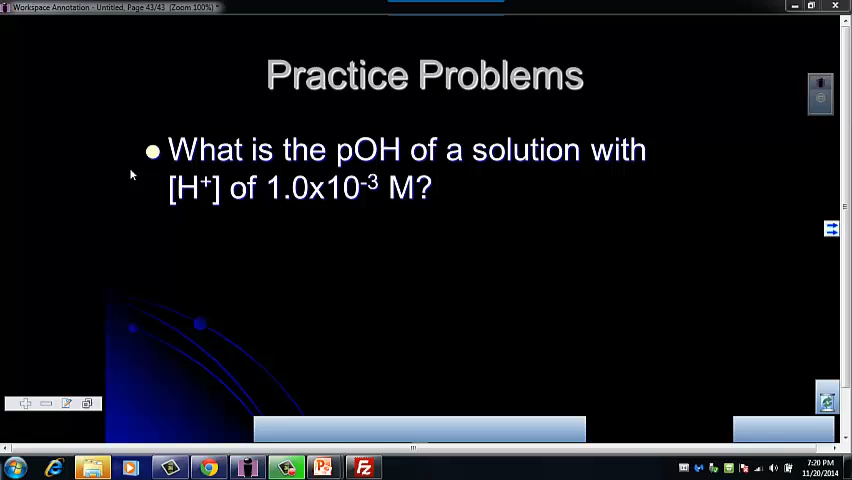 Workspace Annotation - Untitled, Page 43/43 (Zoom 100%) *
Practice Problems
What is the pOH of a solution with
[H⁺] of 1.0x10⁻³ M?
7:20 PM
11/20/2014